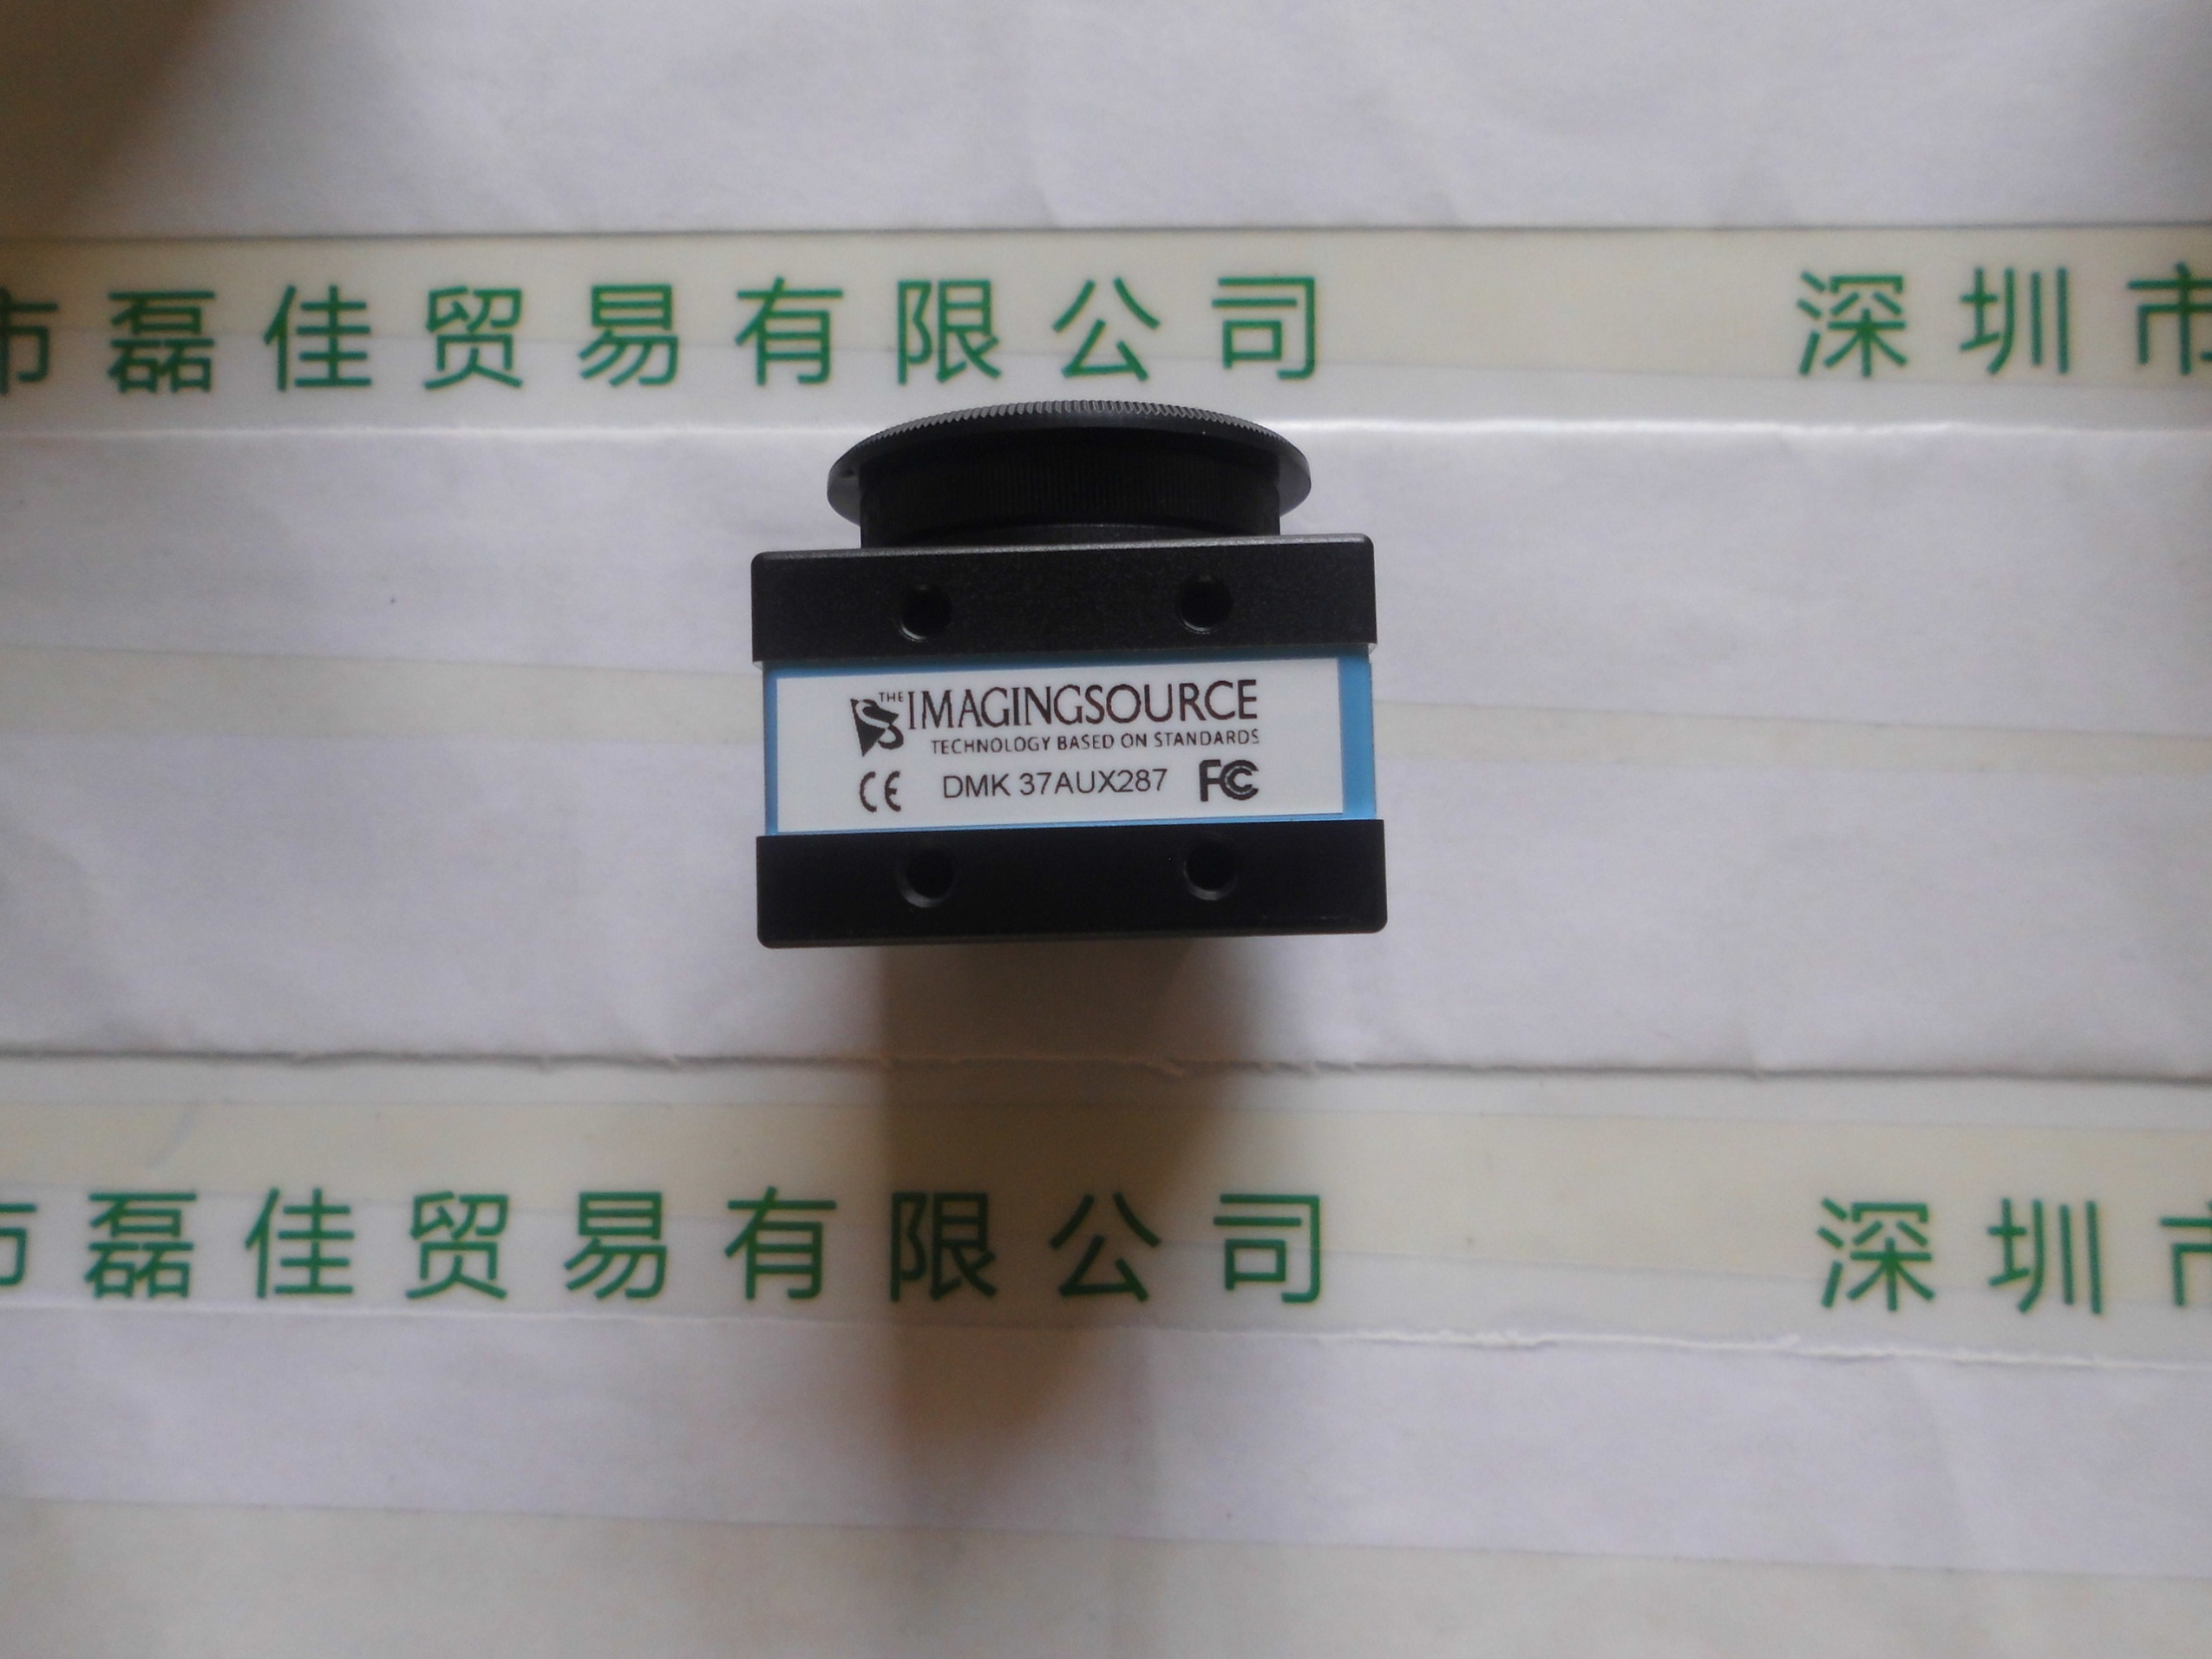 市磊佳贸易有限公司 深圳市
THE IMAGINGSOURCE
TECHNOLOGY BASED ON STANDARDS
CE DMK 37AUX287 FC
市磊佳贸易有限公司 深圳市